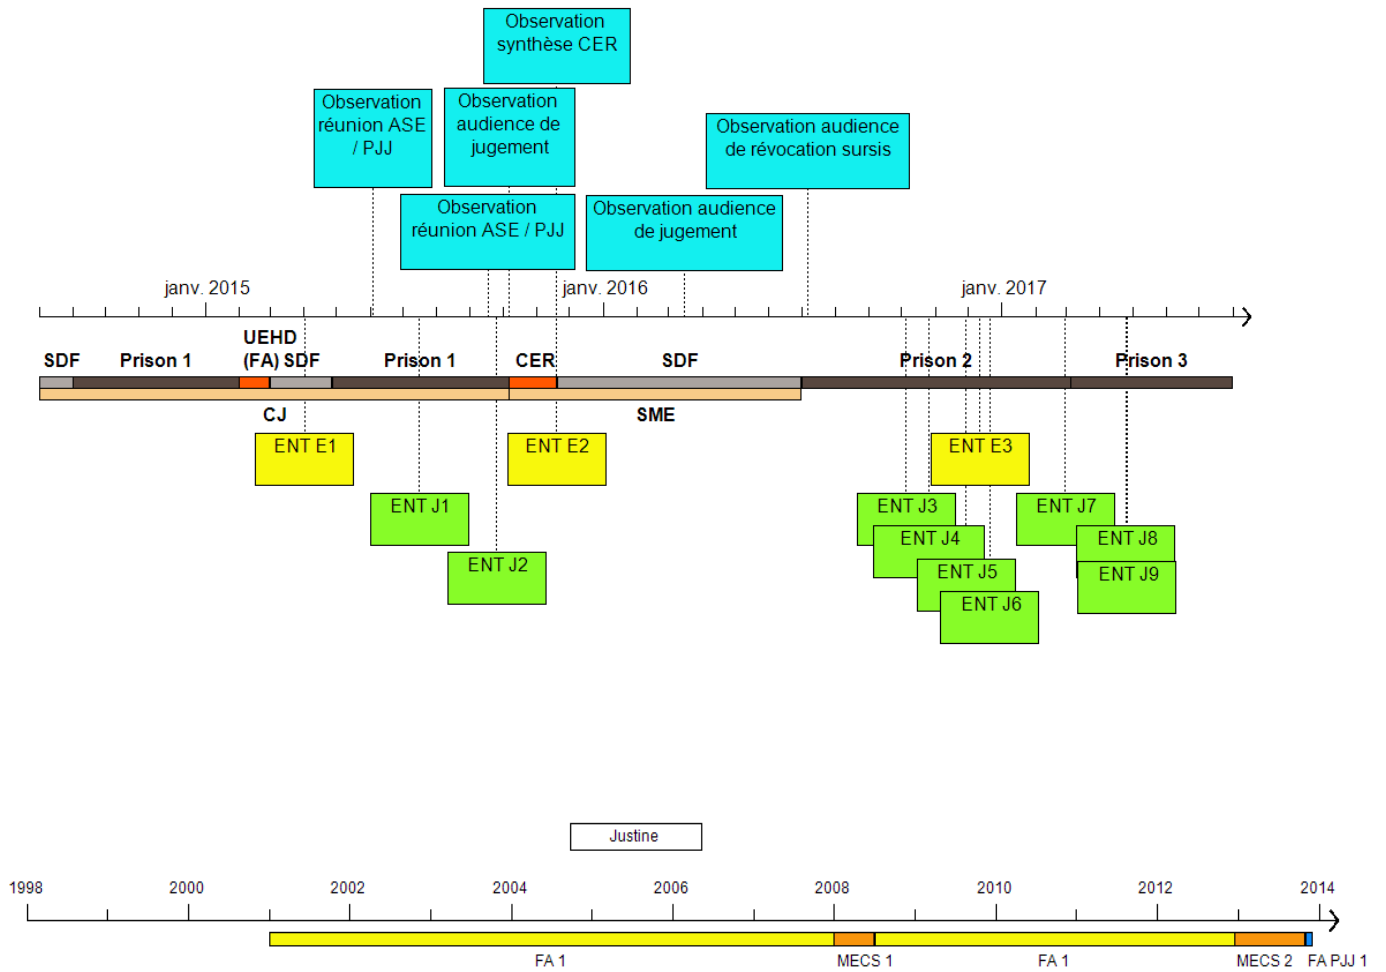 Observation
synthèse CER
Observation
réunion ASE
/ PJJ
Observation
audience de
jugement
Observation audience
de révocation sursis
Observation
réunion ASE / PJJ
Observation audience
de jugement
janv. 2015
janv. 2016
janv. 2017
SDF
Prison 1
UEHD
(FA)
SDF
Prison 1
CER
SDF
Prison 2
Prison 3
CJ
SME
ENT E1
ENT E2
ENT E3
ENT J1
ENT J2
ENT J3
ENT J4
ENT J5
ENT J6
ENT J7
ENT J8
ENT J9
Justine
1998
2000
2002
2004
2006
2008
2010
2012
2014
FA 1
MECS 1
FA 1
MECS 2
FA PJJ 1